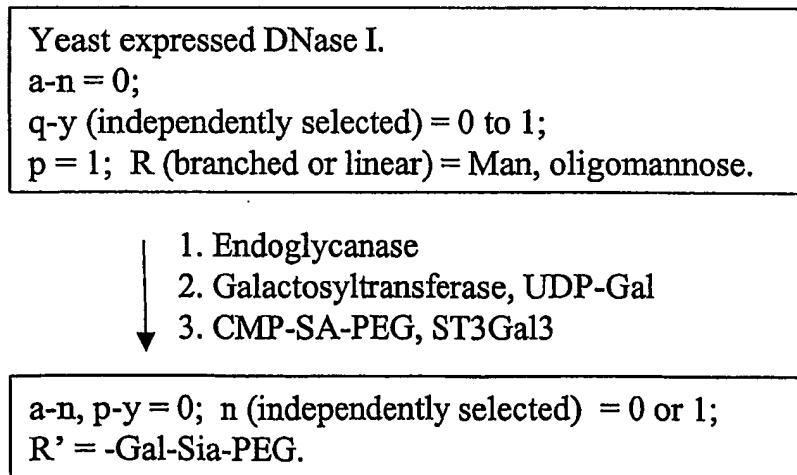 Yeast expressed DNase I.
a-n = 0;
q-y (independently selected) = 0 to 1;
p = 1; R (branched or linear) = Man, oligomannose.
1. Endoglycanase
2. Galactosyltransferase, UDP-Gal
3. CMP-SA-PEG, ST3Gal3
a-n, p-y = 0; n (independently selected) = 0 or 1;
R' = -Gal-Sia-PEG.